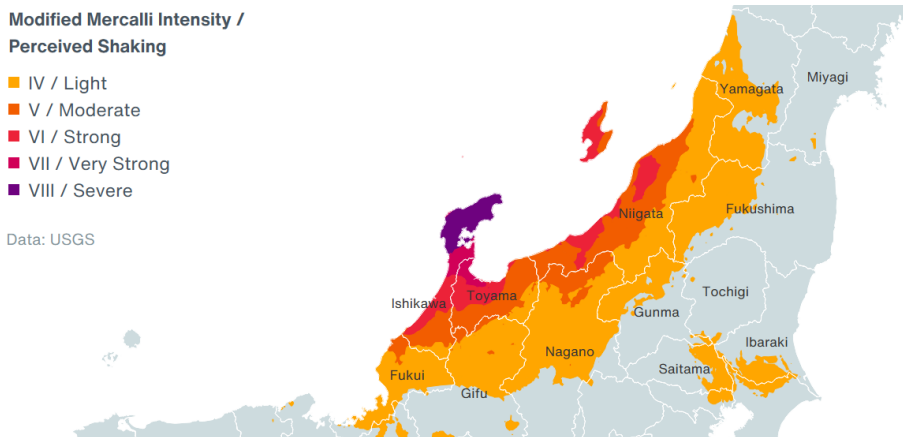 Modified Mercalli Intensity /
Perceived Shaking
IV / Light
V / Moderate
VI / Strong
VII / Very Strong
VIII / Severe
Data: USGS
Yamagata
Miyagi
Niigata
Fukushima
Ishikawa
Toyama
Tochigi
Gunma
Nagano
Saitama
Ibaraki
Fukui
Gifu